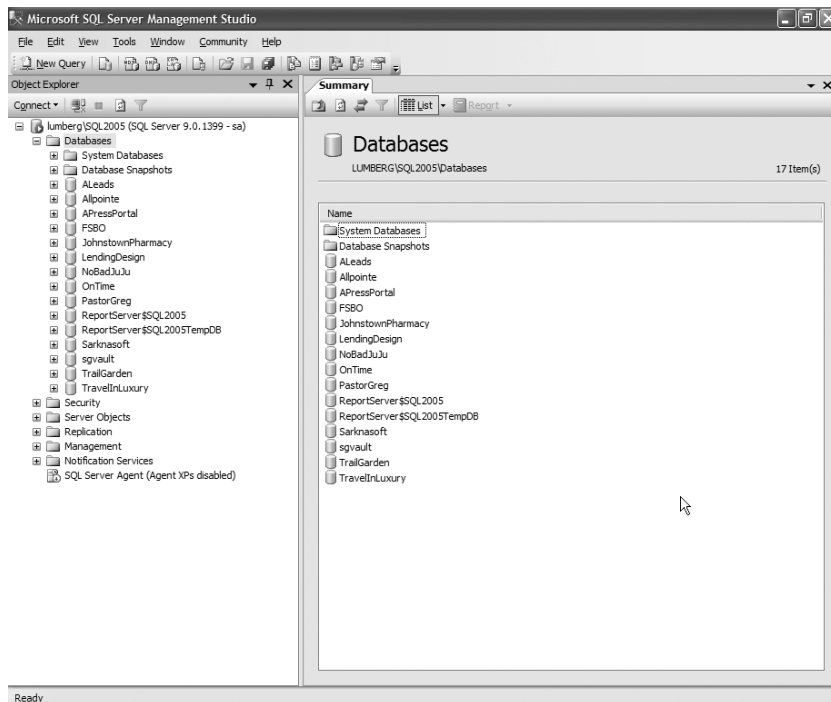 Microsoft SQL Server Management Studio
File Edit View Tools Window Community Help
New Query
Object Explorer
Connect
lumberg\SQL2005 (SQL Server 9.0.1399 - sa)
Databases
System Databases
Database Snapshots
ALeads
Allpointe
APressPortal
FSBO
JohnstownPharmacy
LendingDesign
NoBadJuJu
OnTime
PastorGreg
ReportServer$SQL2005
ReportServer$SQL2005TempDB
Sarknasoft
sgvault
TrailGarden
TravelInLuxury
Security
Server Objects
Replication
Management
Notification Services
SQL Server Agent (Agent XPs disabled)
Summary
List Report
Databases
LUMBERG\SQL2005\Databases 17 Item(s)
Name
System Databases
Database Snapshots
ALeads
Allpointe
APressPortal
FSBO
JohnstownPharmacy
LendingDesign
NoBadJuJu
OnTime
PastorGreg
ReportServer$SQL2005
ReportServer$SQL2005TempDB
Sarknasoft
sgvault
TrailGarden
TravelInLuxury
Ready